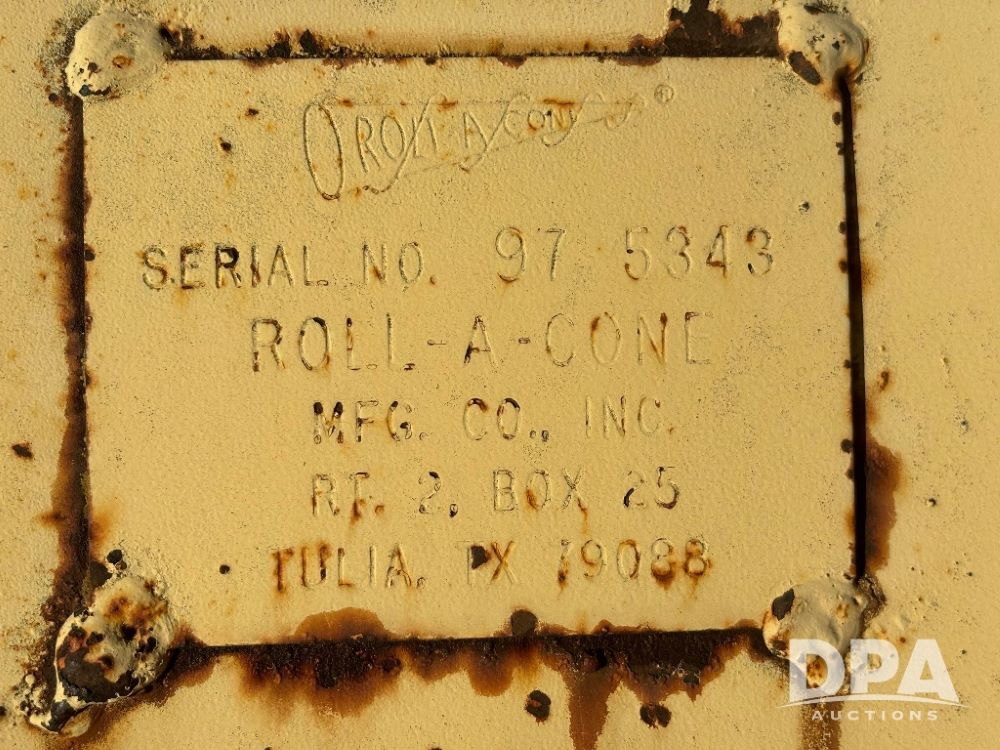 ROLL A CONE ®
SERIAL NO. 97 5343
ROLL-A-CONE
MFG. CO., INC.
RT. 2, BOX 25
TULIA, TX 79088
DPA
AUCTIONS